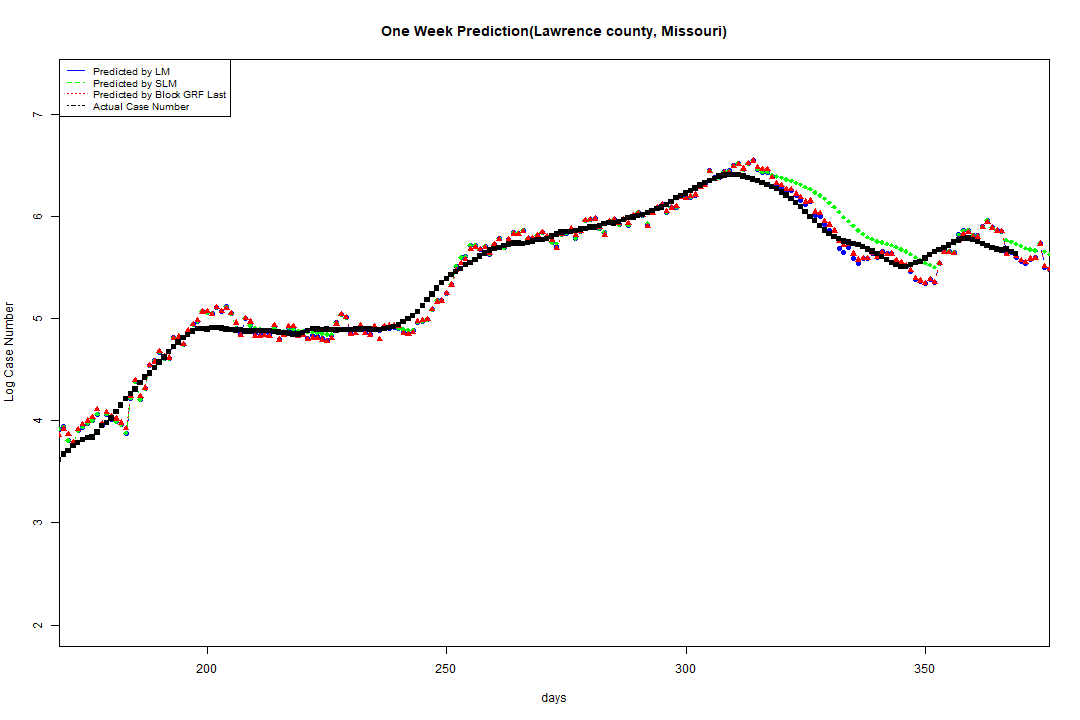 One Week Prediction(Lawrence county, Missouri)
Predicted by LM
Predicted by SLM
Predicted by Block GRF Last
Actual Case Number
7
6
5
4
3
2
Log Case Number
200 250 300 350
days